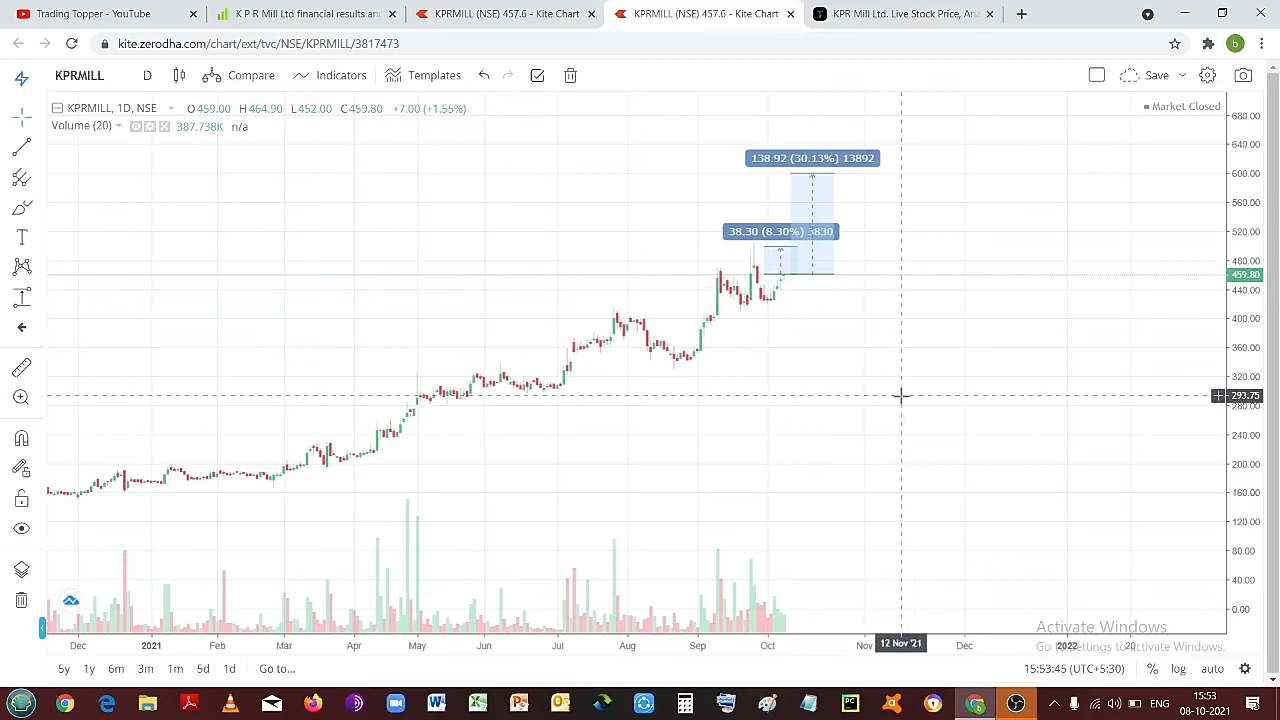 Trading Topper - YouTube
K P R Mill Ltd financial results and
KPRMILL (NSE) 457.6 - Kite Chart
KPRMILL (NSE) 457.6 - Kite Chart
KPR Mill Ltd. Live Stock Price, An
kite.zerodha.com/chart/ext/tvc/NSE/KPRMILL/3817473
b
KPRMILL
D
Compare
Indicators
Templates
Save
KPRMILL, 1D, NSE
O459.00 H464.90 L452.00 C459.80 +7.00 (+1.55%)
Market Closed
Volume (20)
387.738K n/a
138.92 (30.13%) 13892
38.30 (8.30%) 3830
680.00
640.00
600.00
560.00
520.00
480.00
459.80
440.00
400.00
360.00
320.00
293.75
280.00
240.00
200.00
160.00
120.00
80.00
40.00
0.00
Dec 2021 Feb Mar Apr May Jun Jul Aug Sep Oct Nov 12 Nov '21 Dec 2022 20
Activate Windows
Go to Settings to activate Windows.
5y 1y 6m 3m 1m 5d 1d Go to...
15:53:45 (UTC+5:30) % log auto
ENG
15:53
08-10-2021